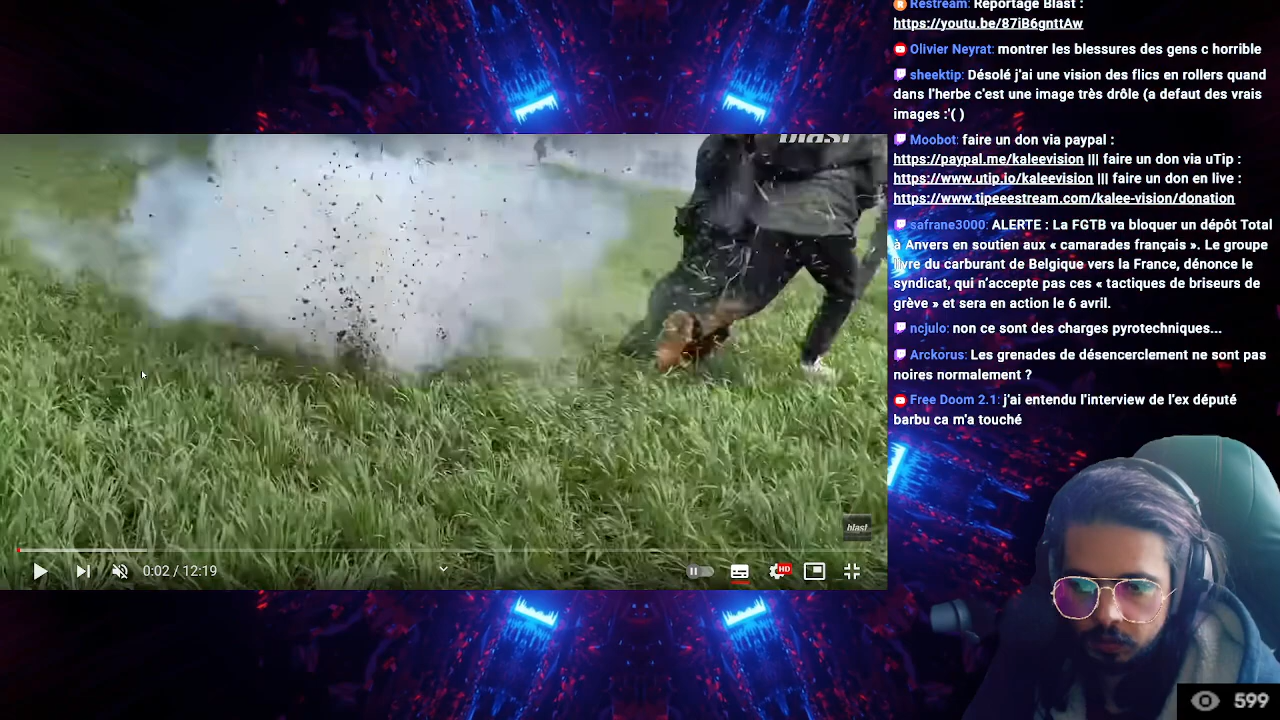 Restream: Reportage Blast :
https://youtu.be/87iB6gnttAw
Olivier Neyrat: montrer les blessures des gens c horrible
sheektip: Désolé j'ai une vision des flics en rollers quand
dans l'herbe c'est une image très drôle (a defaut des vrais
images :'( )
Moobot: faire un don via paypal :
https://paypal.me/kaleevision ||| faire un don via uTip :
https://www.utip.io/kaleevision ||| faire un don en live :
https://www.tipeeestream.com/kalee-vision/donation
safrane3000: ALERTE : La FGTB va bloquer un dépôt Total
à Anvers en soutien aux « camarades français ». Le groupe
livre du carburant de Belgique vers la France, dénonce le
syndicat, qui n'accepte pas ces « tactiques de briseurs de
grève » et sera en action le 6 avril.
ncjulo: non ce sont des charges pyrotechniques...
Arckorus: Les grenades de désencerclement ne sont pas
noires normalement ?
Free Doom 2.1: j'ai entendu l'interview de l'ex député
barbu ca m'a touché
blast
blast
0:02 / 12:19
HD
599